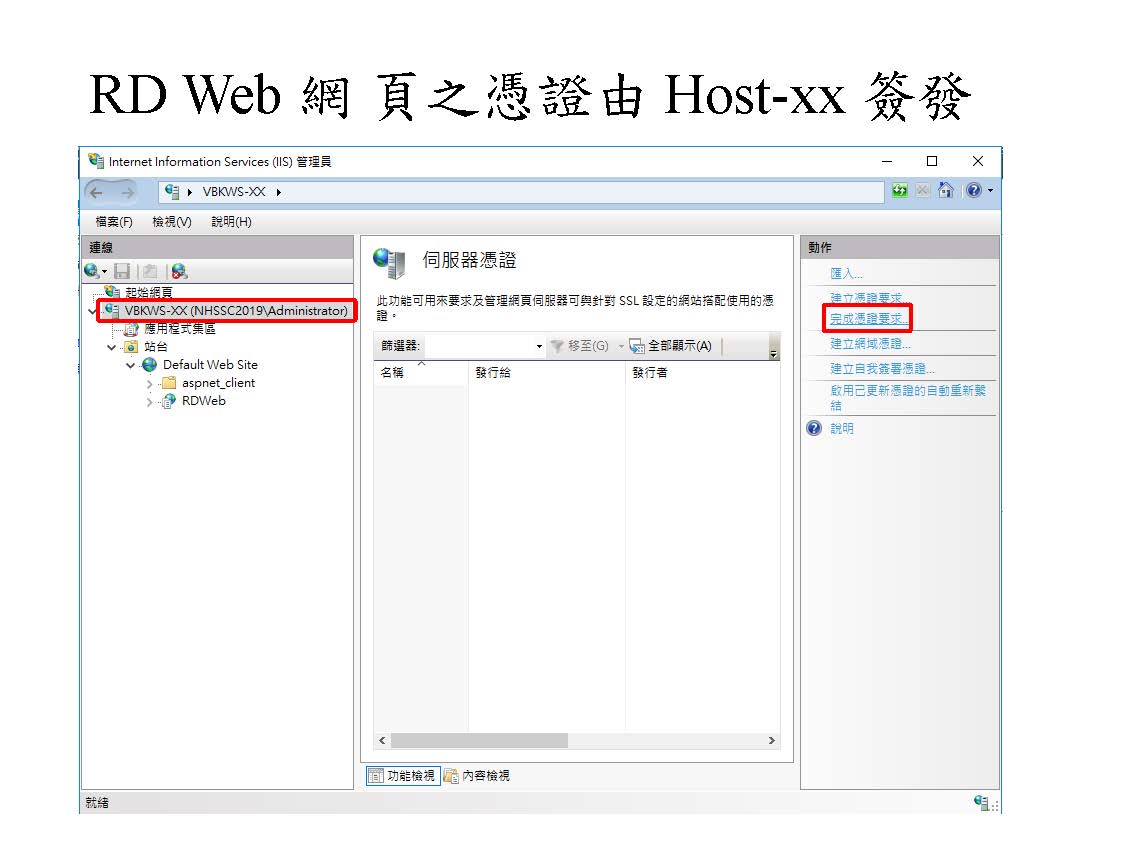 RD Web 網 頁之憑證由 Host-xx 簽發
Internet Information Services (IIS) 管理員
VBKWS-XX
檔案(F) 檢視(V) 說明(H)
連線
起始網頁
VBKWS-XX (NHSSC2019\Administrator)
應用程式集區
站台
Default Web Site
aspnet_client
RDWeb
伺服器憑證
此功能可用來要求及管理網頁伺服器可與針對 SSL 設定的網站搭配使用的憑
證。
篩選器: 移至(G) 全部顯示(A)
名稱 發行給 發行者
功能檢視 內容檢視
動作
匯入...
建立憑證要求...
完成憑證要求...
建立網域憑證...
建立自我簽署憑證...
啟用已更新憑證的自動重新繫
結
說明
就緒